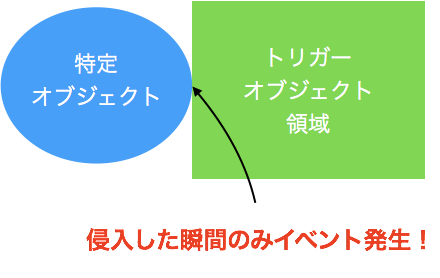 特定
オブジェクト
トリガー
オブジェクト
領域
侵入した瞬間のみイベント発生！